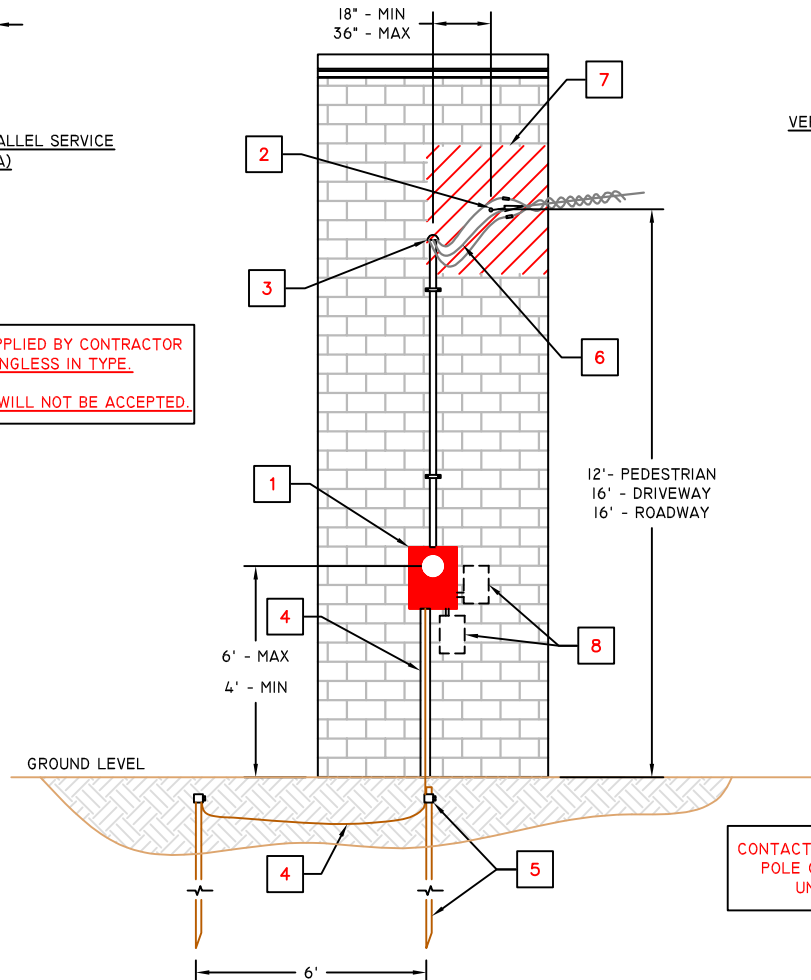 18" - MIN
36" - MAX
7
2
ALLEL SERVICE
A)
3
6
PPLIED BY CONTRACTOR
NGLESS IN TYPE.
WILL NOT BE ACCEPTED.
12'- PEDESTRIAN
16' - DRIVEWAY
16' - ROADWAY
1
4
8
6' - MAX
4' - MIN
GROUND LEVEL
4
5
CONTACT
POLE
UN
6'